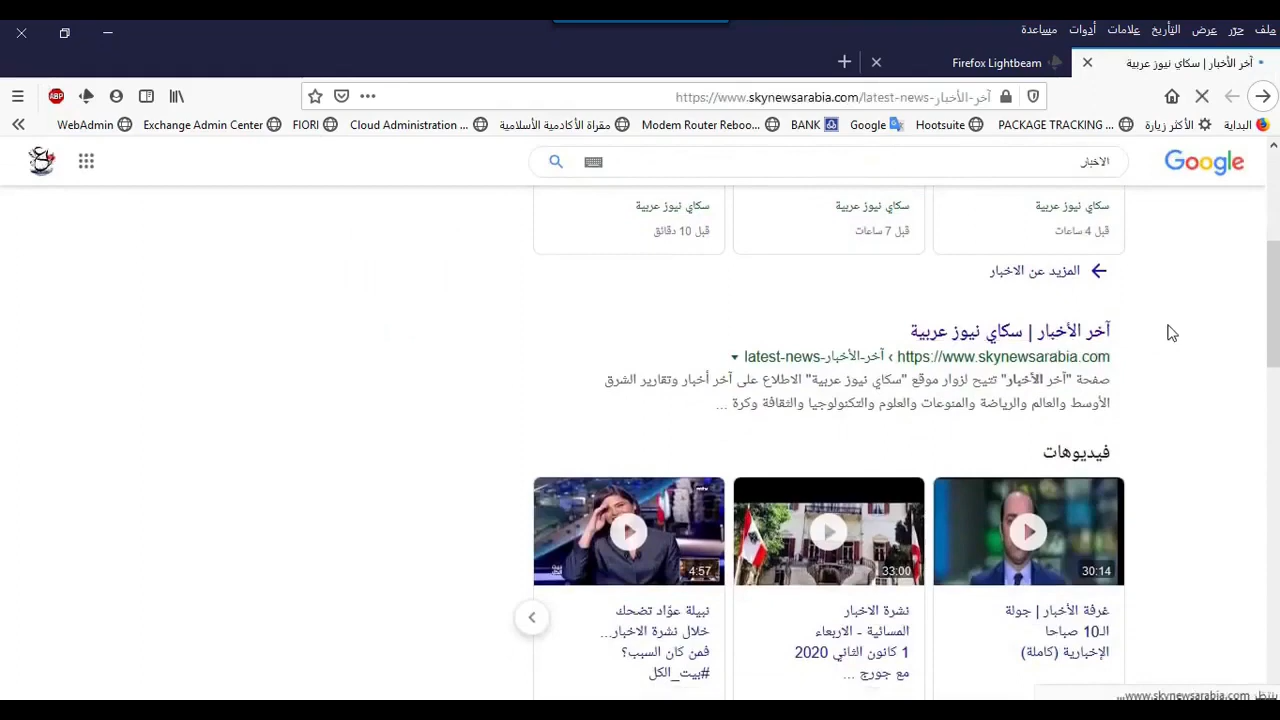 ملف حرّر عرض التأريخ علامات أدوات مساعدة
آخر الأخبار | سكاي نيوز عربية
Firefox Lightbeam
https://www.skynewsarabia.com/latest-news-آخر-الأخبار
ABP
البداية الأكثر زيارة PACKAGE TRACKING ... Hootsuite Google BANK Modem Router Reboo... مقرأة الأكاديمية الأسلامية Cloud Administration ... FIORI Exchange Admin Center WebAdmin
Google
الاخبار
سكاي نيوز عربية سكاي نيوز عربية سكاي نيوز عربية
قبل 4 ساعات قبل 7 ساعات قبل 10 دقائق
المزيد عن الاخبار
آخر الأخبار | سكاي نيوز عربية
https://www.skynewsarabia.com › آخر-الأخبار-latest-news
صفحة "آخر الأخبار" تتيح لزوار موقع "سكاي نيوز عربية" الاطلاع على آخر أخبار وتقارير الشرق
الأوسط والعالم والرياضة والمنوعات والعلوم والتكنولوجيا والثقافة وكرة ...
فيديوهات
30:14 33:00 4:57
غرفة الأخبار | جولة
الـ10 صباحا
الإخبارية (كاملة)
نشرة الاخبار
المسائية - الاربعاء
1 كانون الثاني 2020
مع جورج ...
نبيلة عوّاد تضحك
خلال نشرة الاخبار...
فمن كان السبب؟
#بيت_الكل
ينتظر www.skynewsarabia.com...